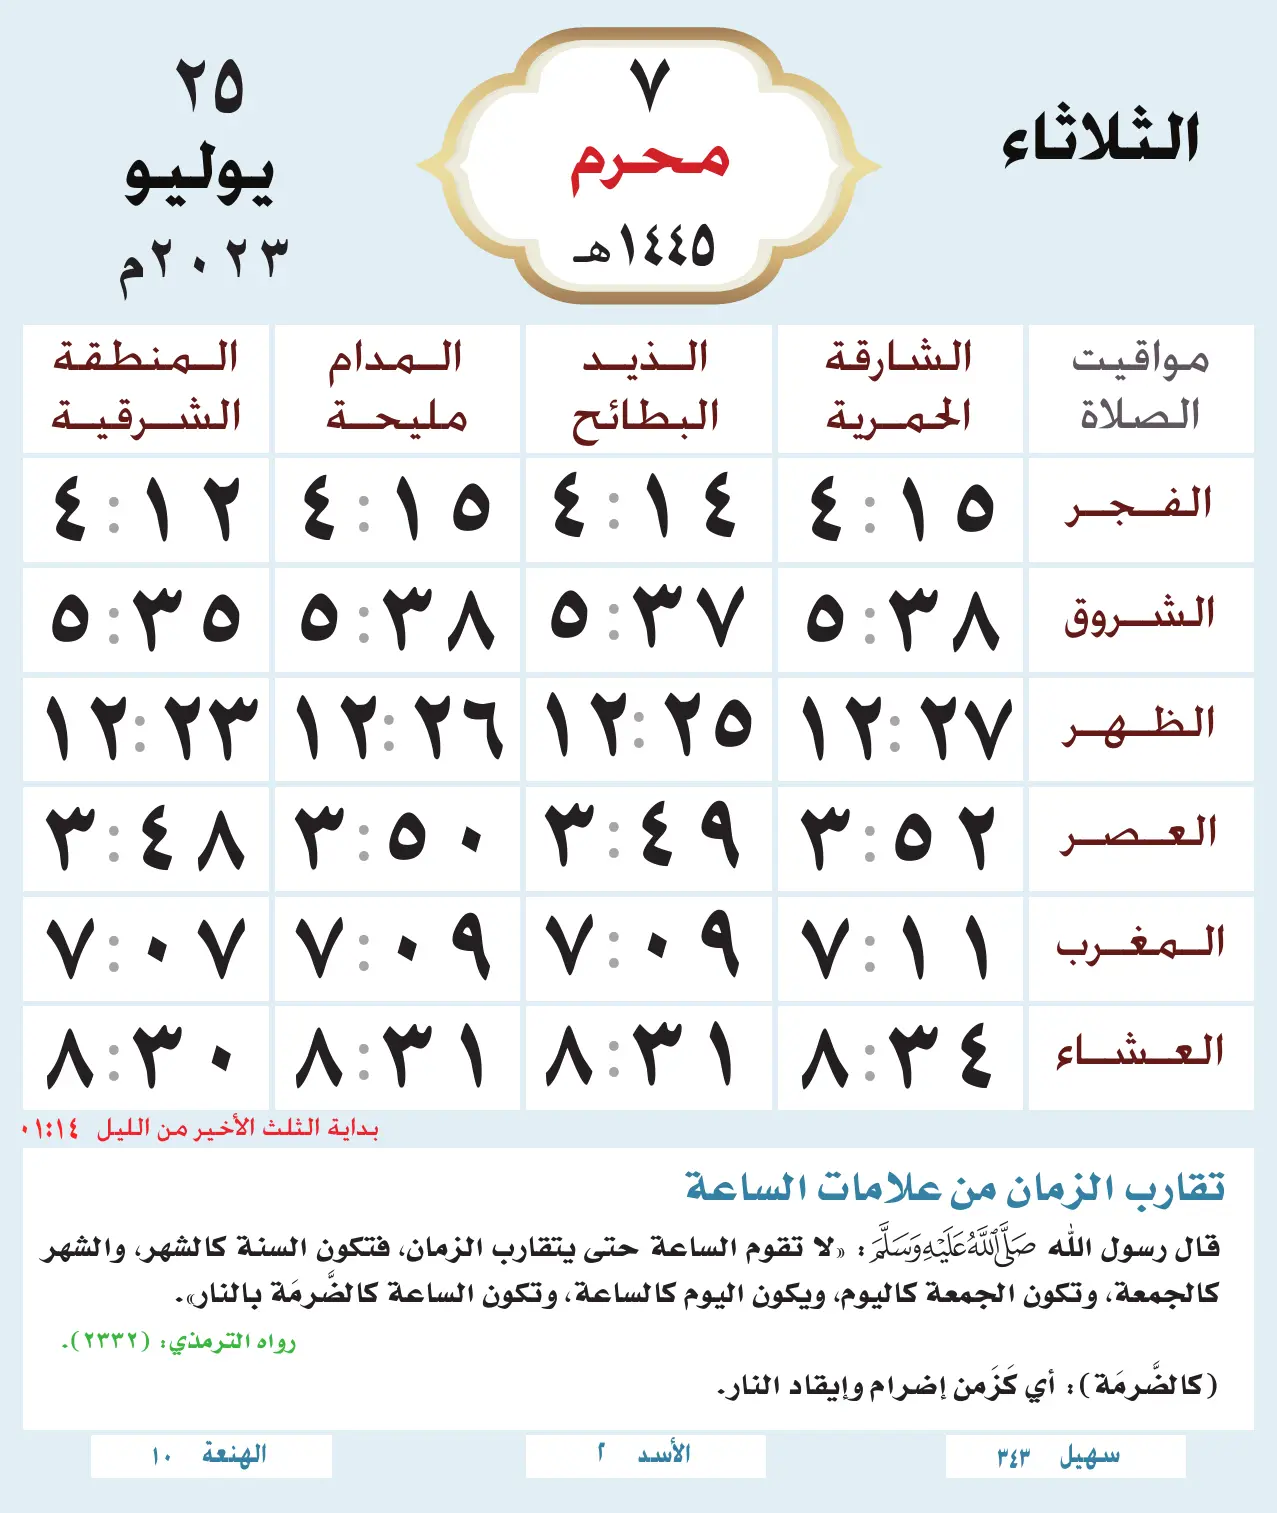 الثلاثاء
٧
محرم
١٤٤٥هـ
٢٥
يوليو
٢٠٢٣م
مواقيت الصلاة
الشارقة الحمرية
الذيد البطائح
المدام مليحة
المنطقة الشرقية
الفجر ٤:١٥ ٤:١٤ ٤:١٥ ٤:١٢
الشروق ٥:٣٨ ٥:٣٧ ٥:٣٨ ٥:٣٥
الظهر ١٢:٢٧ ١٢:٢٥ ١٢:٢٦ ١٢:٢٣
العصر ٣:٥٢ ٣:٤٩ ٣:٥٠ ٣:٤٨
المغرب ٧:١١ ٧:٠٩ ٧:٠٩ ٧:٠٧
العشاء ٨:٣٤ ٨:٣١ ٨:٣١ ٨:٣٠
بداية الثلث الأخير من الليل ٠١:١٤
تقارب الزمان من علامات الساعة
قال رسول الله صَلَّى اللَّهُ عَلَيْهِ وَسَلَّمَ: «لا تقوم الساعة حتى يتقارب الزمان، فتكون السنة كالشهر، والشهر
كالجمعة، وتكون الجمعة كاليوم، ويكون اليوم كالساعة، وتكون الساعة كالضَّرمَة بالنار».
رواه الترمذي: (٢٣٣٢).
(كالضَّرمَة): أي كَزَمن إضرام وإيقاد النار.
سهيل ٣٤٣
الأسد ٢
الهنعة ١٠